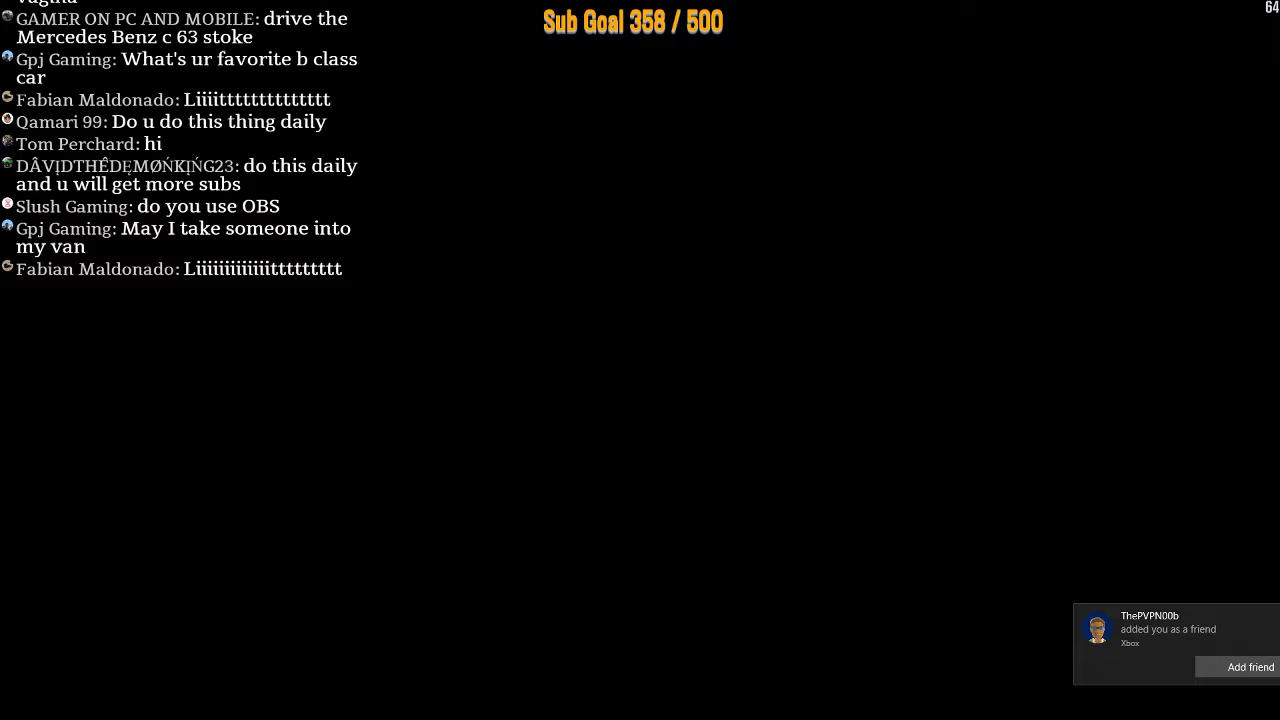 vagina
GAMER ON PC AND MOBILE: drive the
Mercedes Benz c 63 stoke
Gpj Gaming: What's ur favorite b class
car
Fabian Maldonado: Liiiitttttttttttttt
Qamari 99: Do u do this thing daily
Tom Perchard: hi
DÂVỊDTHÊDĘMØŃKỊŃG23: do this daily
and u will get more subs
Slush Gaming: do you use OBS
Gpj Gaming: May I take someone into
my van
Fabian Maldonado: Liiiiiiiiiiiiittttttttt
Sub Goal 358 / 500
64
ThePVPN00b
added you as a friend
Xbox
Add friend